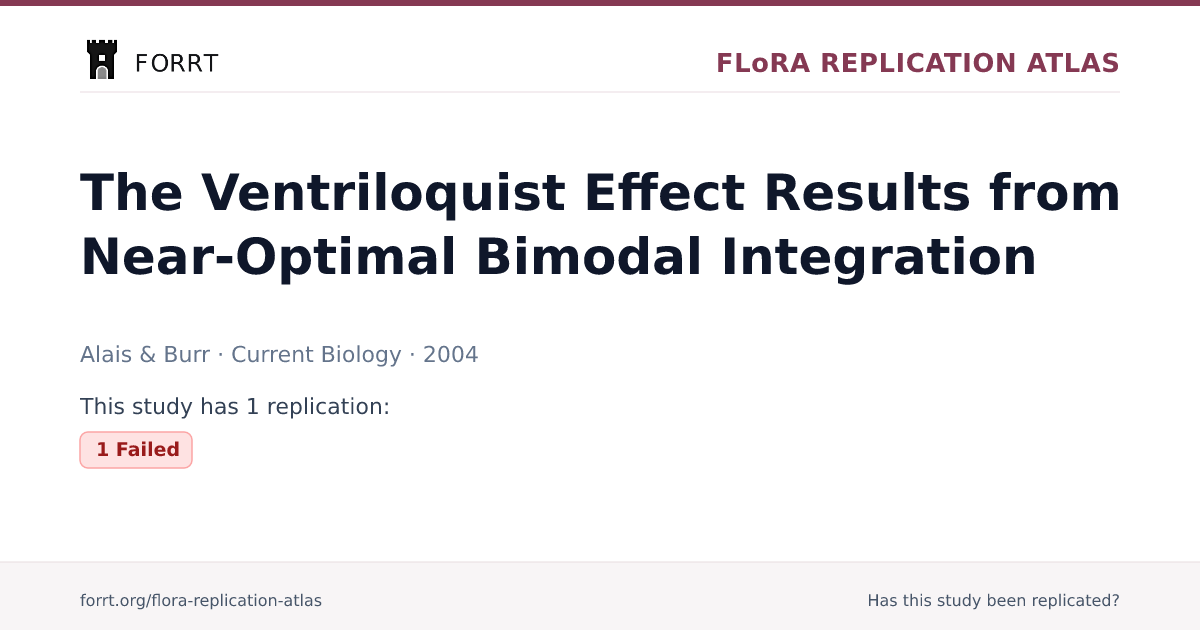 FORRT
FLoRA REPLICATION ATLAS
The Ventriloquist Effect Results from
Near-Optimal Bimodal Integration
Alais & Burr · Current Biology · 2004
This study has 1 replication:
1 Failed
forrt.org/flora-replication-atlas
Has this study been replicated?